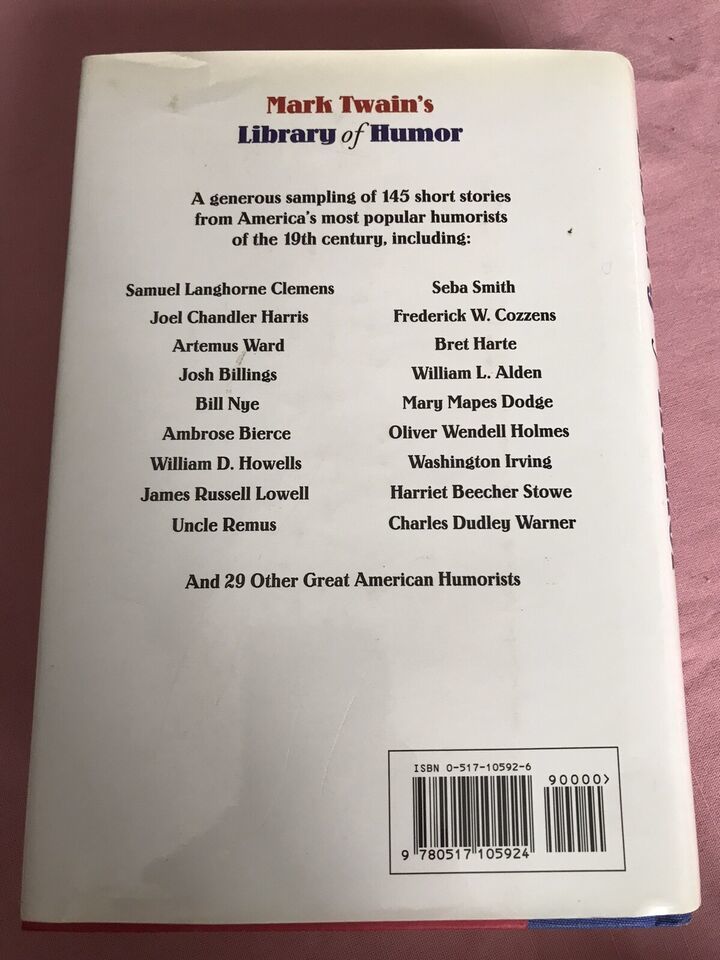 Mark Twain's
Library of Humor
A generous sampling of 145 short stories
from America's most popular humorists
of the 19th century, including:
Samuel Langhorne Clemens
Joel Chandler Harris
Artemus Ward
Josh Billings
Bill Nye
Ambrose Bierce
William D. Howells
James Russell Lowell
Uncle Remus
Seba Smith
Frederick W. Cozzens
Bret Harte
William L. Alden
Mary Mapes Dodge
Oliver Wendell Holmes
Washington Irving
Harriet Beecher Stowe
Charles Dudley Warner
And 29 Other Great American Humorists
ISBN 0-517-10592-6
90000>
9 780517 105924